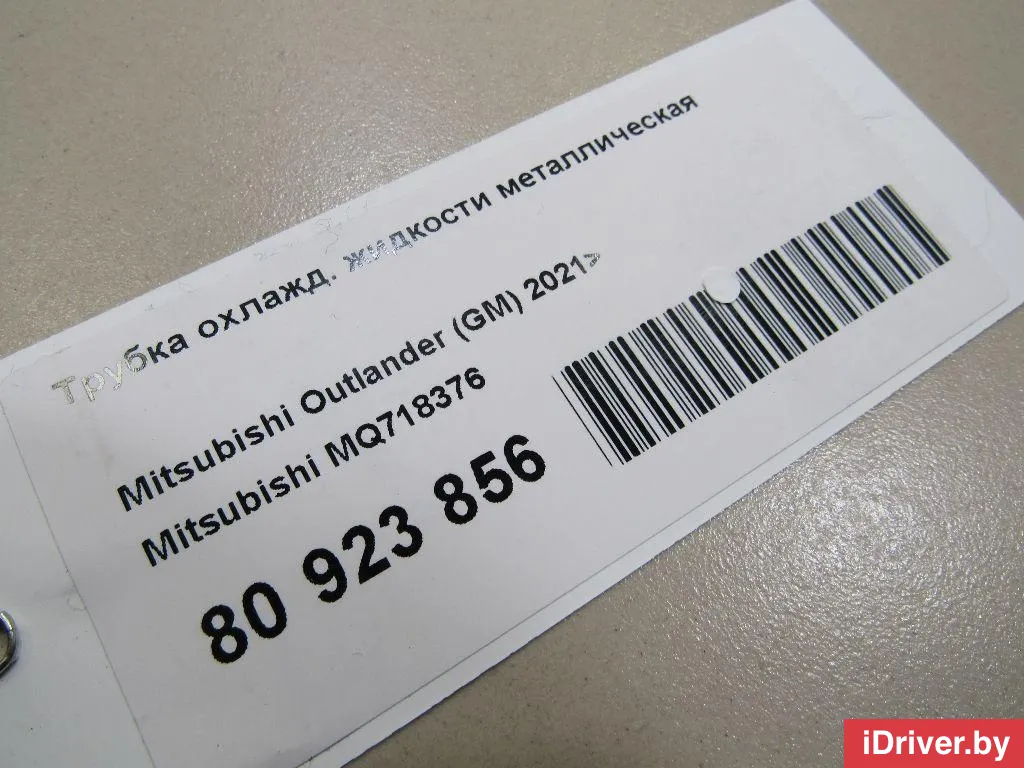 Трубка охлажд. жидкости металлическая
Mitsubishi Outlander (GM) 2021>
Mitsubishi MQ718376
80 923 856
iDriver.by